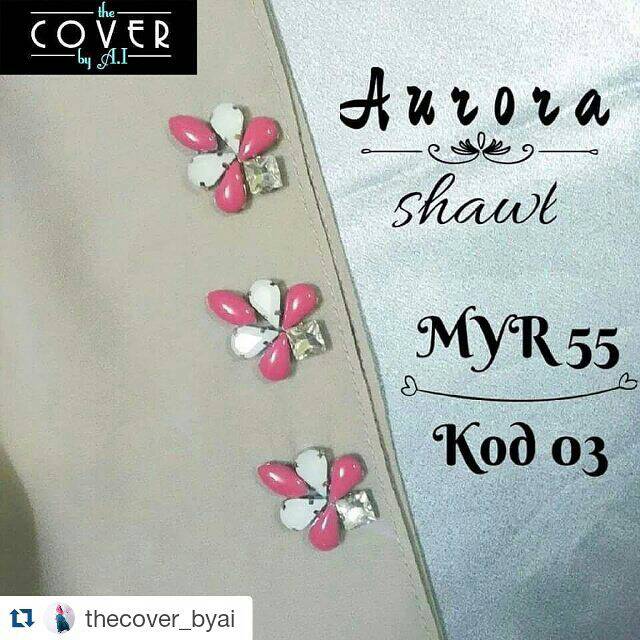 the
COVER
by A.I
Aurora
shawl
MYR 55
Kod 03
thecover_byai